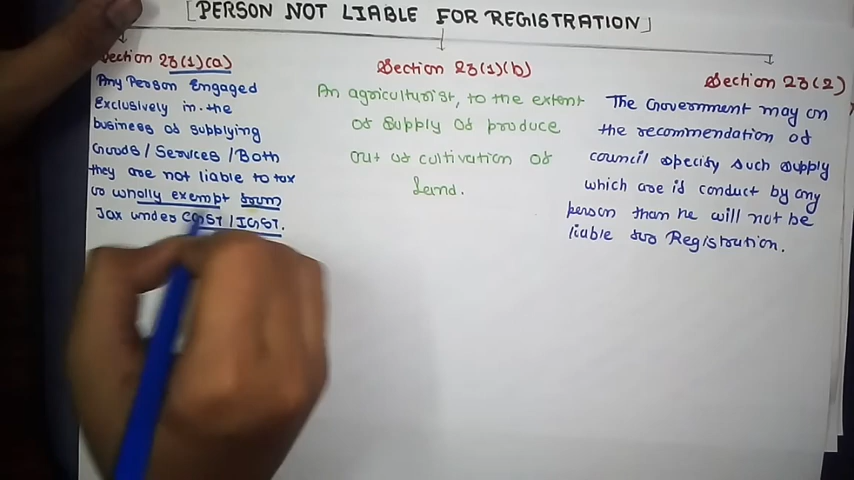 [PERSON NOT LIABLE FOR REGISTRATION]
Section 23(1)(a)
Any Person Engaged
Exclusively in the
business of supplying
Goods/Services/Both
they are not liable to tax
or wholly exempt from
Tax under CGST/IGST.
Section 23(1)(b)
An agriculturist, to the extent
of supply of produce
out of cultivation of
land.
Section 23(2)
The Government may on
the recommendation of
council specify such supply
which are if conduct by any
person than he will not be
liable for Registration.